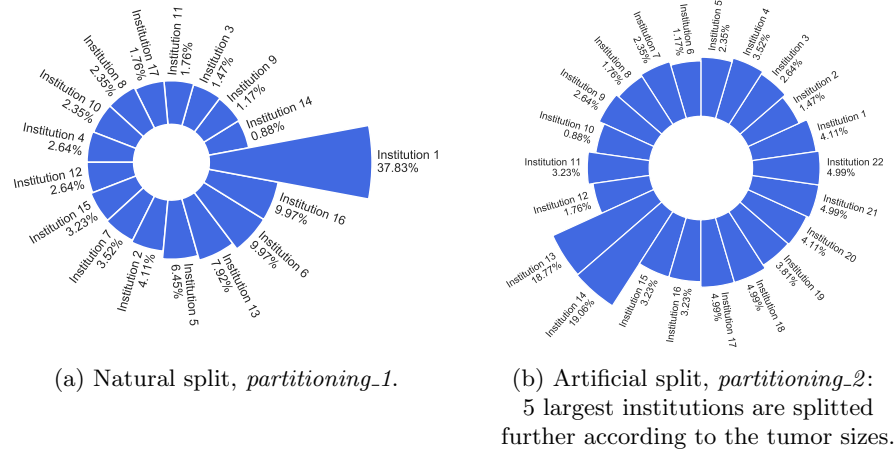 Institution 11
1.76%
Institution 3
1.47%
Institution 9
1.17%
Institution 14
0.88%
Institution 1
37.83%
Institution 16
9.97%
Institution 6
9.97%
Institution 13
7.92%
Institution 5
6.45%
Institution 2
4.11%
Institution 7
3.52%
Institution 15
3.23%
Institution 12
2.64%
Institution 4
2.64%
Institution 10
2.35%
Institution 8
2.35%
Institution 17
1.76%
(a) Natural split, partitioning_1.
Institution 5
2.35%
Institution 4
3.52%
Institution 3
2.64%
Institution 2
1.47%
Institution 1
4.11%
Institution 22
4.99%
Institution 21
4.99%
Institution 20
4.11%
Institution 19
3.81%
Institution 18
4.99%
Institution 17
4.99%
Institution 16
3.23%
Institution 15
3.23%
Institution 14
19.06%
Institution 13
18.77%
Institution 12
1.76%
Institution 11
3.23%
Institution 10
0.88%
Institution 9
2.64%
Institution 8
1.76%
Institution 7
2.35%
Institution 6
1.17%
(b) Artificial split, partitioning_2:
5 largest institutions are splitted
further according to the tumor sizes.